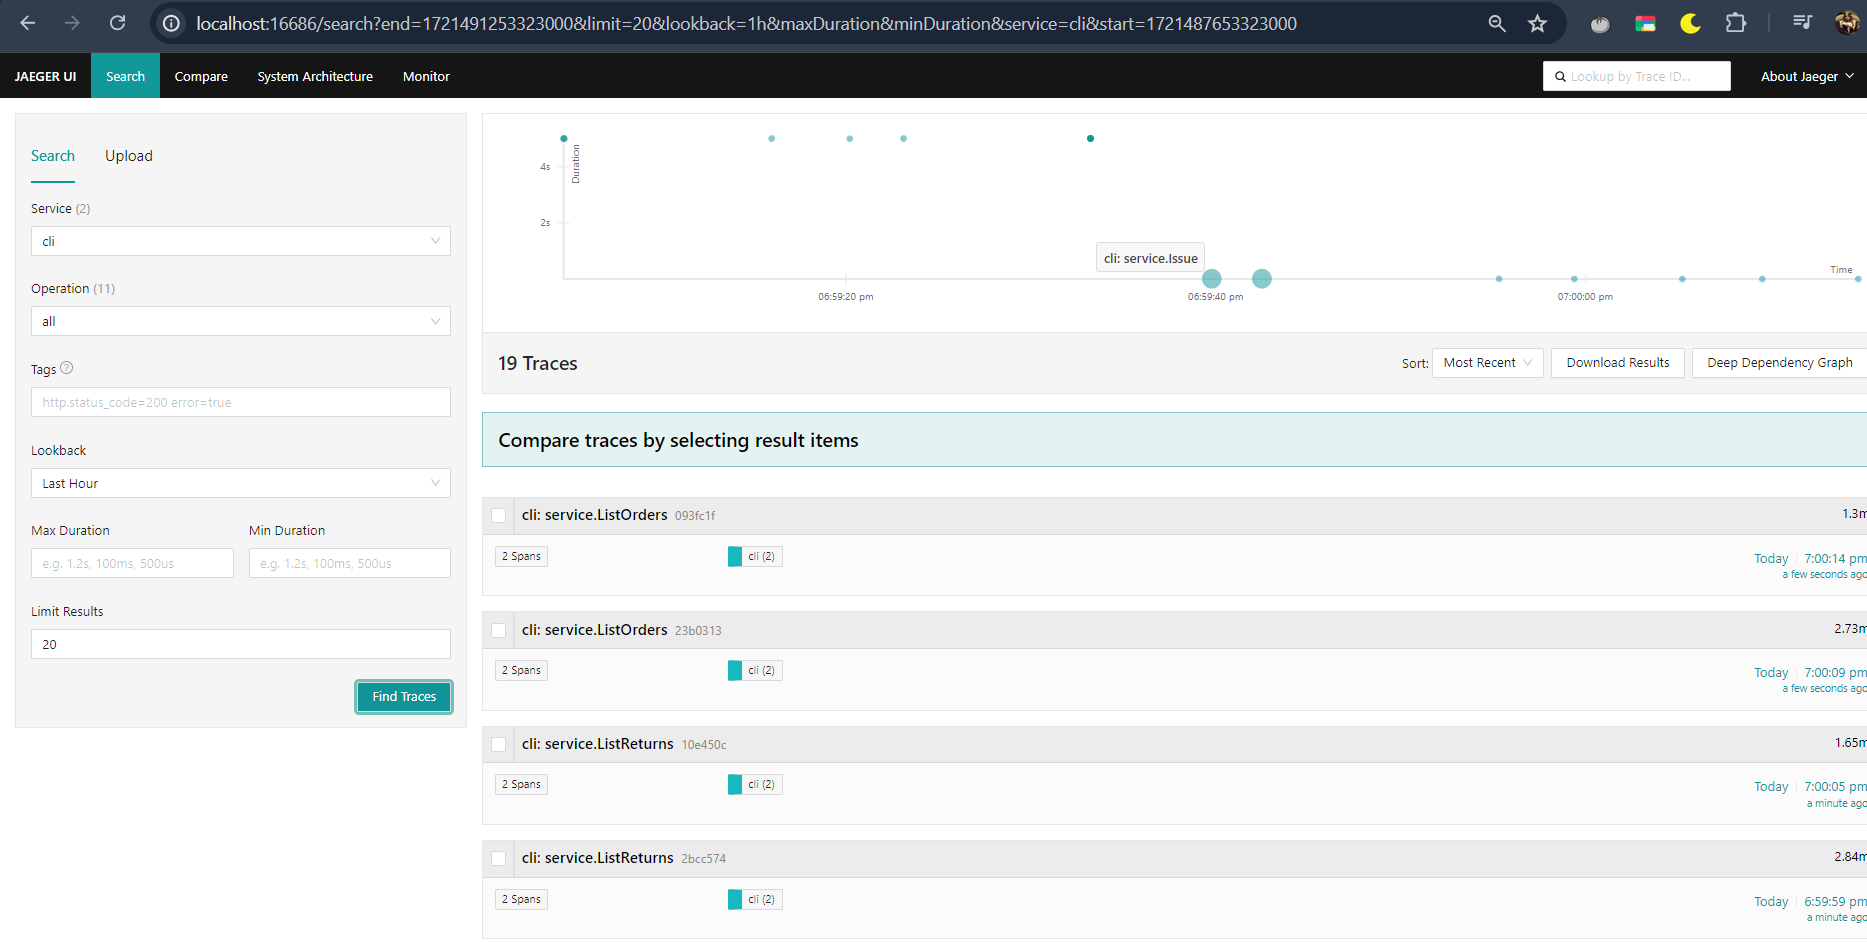 localhost:16686/search?end=1721491253323000&limit=20&lookback=1h&maxDuration&minDuration&service=cli&start=1721487653323000
JAEGER UI Search Compare System Architecture Monitor Lookup by Trace ID... About Jaeger
Search Upload
Service (2)
cli
Operation (11)
all
Tags ?
http.status_code=200 error=true
Lookback
Last Hour
Max Duration Min Duration
e.g. 1.2s, 100ms, 500us e.g. 1.2s, 100ms, 500us
Limit Results
20
Find Traces
Duration
4s
2s
cli: service.Issue
Time
06:59:20 pm 06:59:40 pm 07:00:00 pm
19 Traces Sort: Most Recent Download Results Deep Dependency Graph
Compare traces by selecting result items
cli: service.ListOrders 093fc1f 1.3m
2 Spans cli (2) Today 7:00:14 pm
a few seconds ago
cli: service.ListOrders 23b0313 2.73m
2 Spans cli (2) Today 7:00:09 pm
a few seconds ago
cli: service.ListReturns 10e450c 1.65m
2 Spans cli (2) Today 7:00:05 pm
a minute ago
cli: service.ListReturns 2bcc574 2.84m
2 Spans cli (2) Today 6:59:59 pm
a minute ago